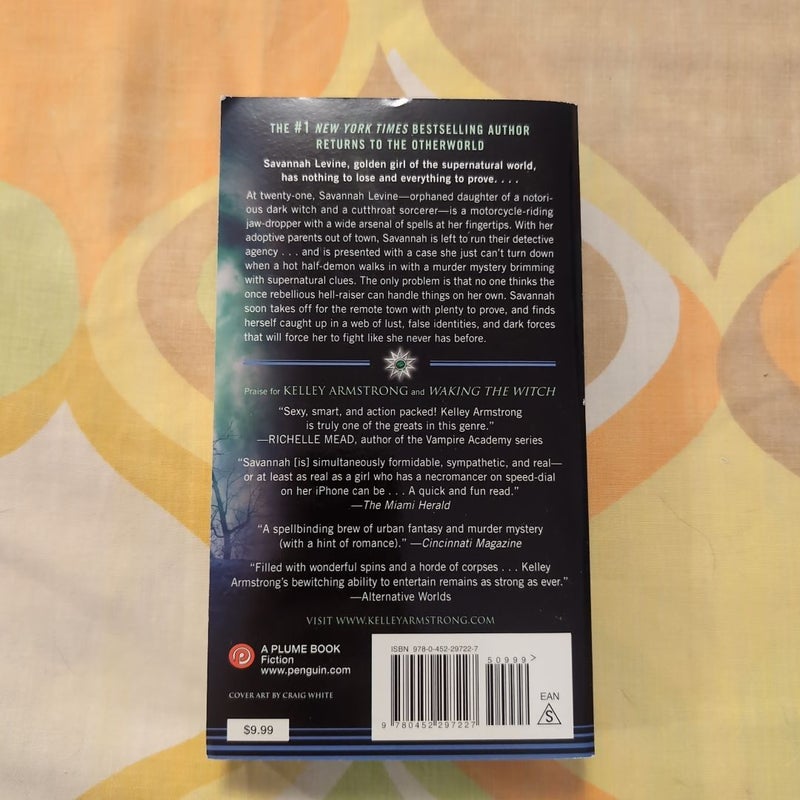 THE #1 NEW YORK TIMES BESTSELLING AUTHOR
RETURNS TO THE OTHERWORLD
Savannah Levine, golden girl of the supernatural world,
has nothing to lose and everything to prove. . . .
At twenty-one, Savannah Levine—orphaned daughter of a notori-
ous dark witch and a cutthroat sorcerer—is a motorcycle-riding
jaw-dropper with a wide arsenal of spells at her fingertips. With her
adoptive parents out of town, Savannah is left to run their detective
agency . . . and is presented with a case she just can't turn down
when a hot half-demon walks in with a murder mystery brimming
with supernatural clues. The only problem is that no one thinks the
once rebellious hell-raiser can handle things on her own. Savannah
soon takes off for the remote town with plenty to prove, and finds
herself caught up in a web of lust, false identities, and dark forces
that will force her to fight like she never has before.
Praise for KELLEY ARMSTRONG and WAKING THE WITCH
"Sexy, smart, and action packed! Kelley Armstrong
is truly one of the greats in this genre."
—RICHELLE MEAD, author of the Vampire Academy series
"Savannah [is] simultaneously formidable, sympathetic, and real—
or at least as real as a girl who has a necromancer on speed-dial
on her iPhone can be . . . A quick and fun read."
—The Miami Herald
"A spellbinding brew of urban fantasy and murder mystery
(with a hint of romance)." —Cincinnati Magazine
"Filled with wonderful spins and a horde of corpses . . . Kelley
Armstrong's bewitching ability to entertain remains as strong as ever."
—Alternative Worlds
VISIT WWW.KELLEYARMSTRONG.COM
A PLUME BOOK
Fiction
www.penguin.com
COVER ART BY CRAIG WHITE
$9.99
ISBN 978-0-452-29722-7
50999>
9 780452 297227
EAN
S